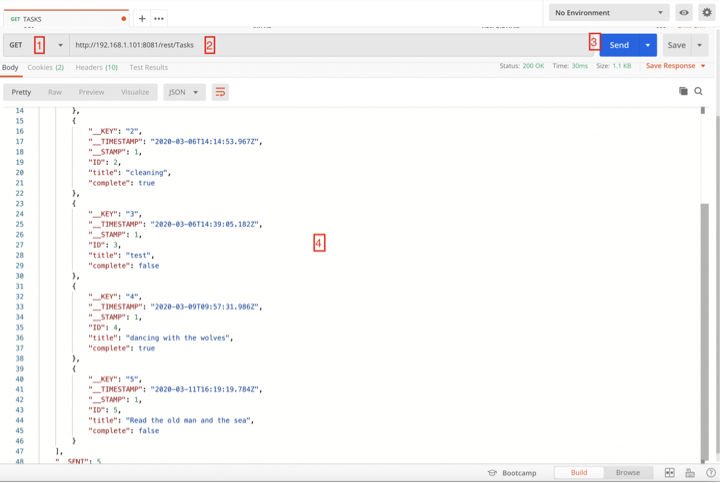 GET TASKS
No Environment
GET 1 http://192.168.1.101:8081/rest/Tasks 2 3 Send Save
Body Cookies (2) Headers (10) Test Results Status: 200 OK Time: 30ms Size: 1.1 KB Save Response
Pretty Raw Preview Visualize JSON
14 },
15 {
16 "__KEY": "2",
17 "__TIMESTAMP": "2020-03-06T14:14:53.967Z",
18 "__STAMP": 1,
19 "ID": 2,
20 "title": "cleaning",
21 "complete": true
22 },
23 {
24 "__KEY": "3",
25 "__TIMESTAMP": "2020-03-06T14:39:05.182Z",
26 "__STAMP": 1,
27 "ID": 3, 4
28 "title": "test",
29 "complete": false
30 },
31 {
32 "__KEY": "4",
33 "__TIMESTAMP": "2020-03-09T09:57:31.986Z",
34 "__STAMP": 1,
35 "ID": 4,
36 "title": "dancing with the wolves",
37 "complete": true
38 },
39 {
40 "__KEY": "5",
41 "__TIMESTAMP": "2020-03-11T16:19:19.784Z",
42 "__STAMP": 1,
43 "ID": 5,
44 "title": "Read the old man and the sea",
45 "complete": false
46 }
47 ],
48 "__SENT": 5
Bootcamp Build Browse